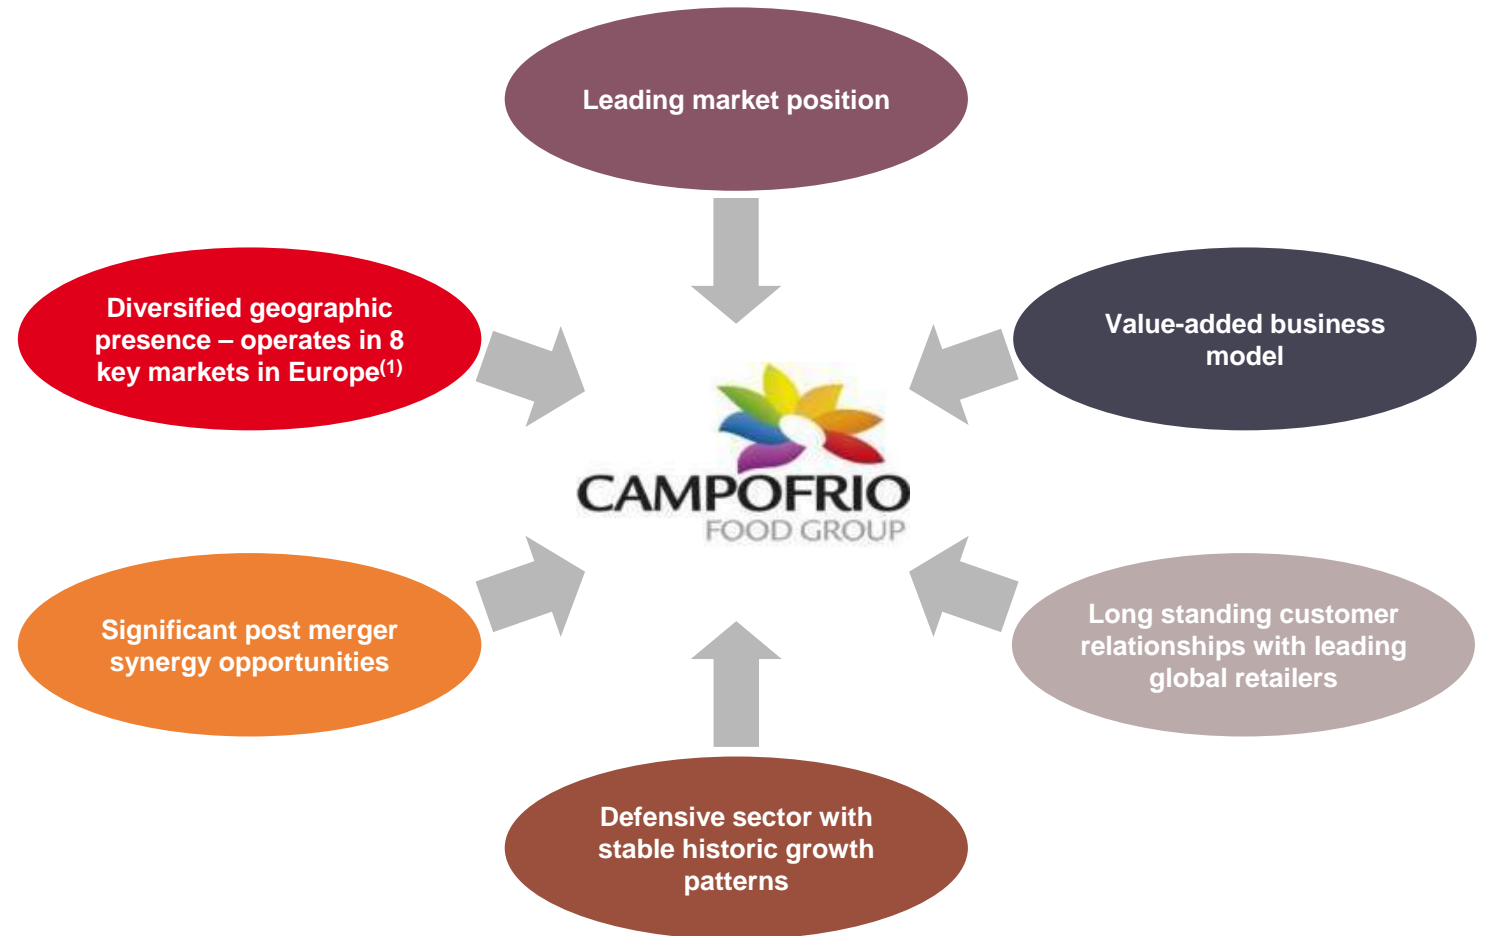 Leading market position
Diversified geographic
presence – operates in 8
key markets in Europe(1)
Value-added business
model
CAMPOFRIO
FOOD GROUP
Significant post merger
synergy opportunities
Long standing customer
relationships with leading
global retailers
Defensive sector with
stable historic growth
patterns